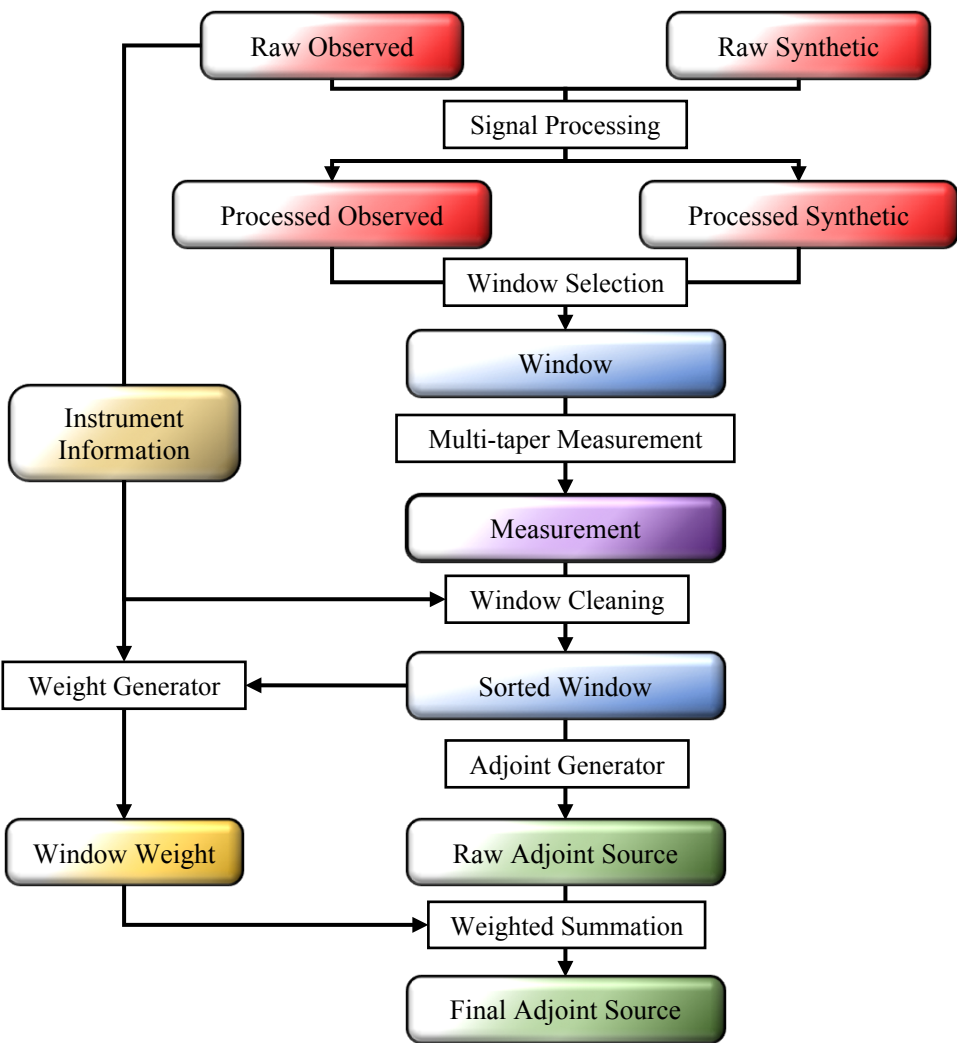 Raw Observed
Raw Synthetic
Signal Processing
Processed Observed
Processed Synthetic
Window Selection
Window
Instrument
Information
Multi-taper Measurement
Measurement
Window Cleaning
Weight Generator
Sorted Window
Adjoint Generator
Window Weight
Raw Adjoint Source
Weighted Summation
Final Adjoint Source